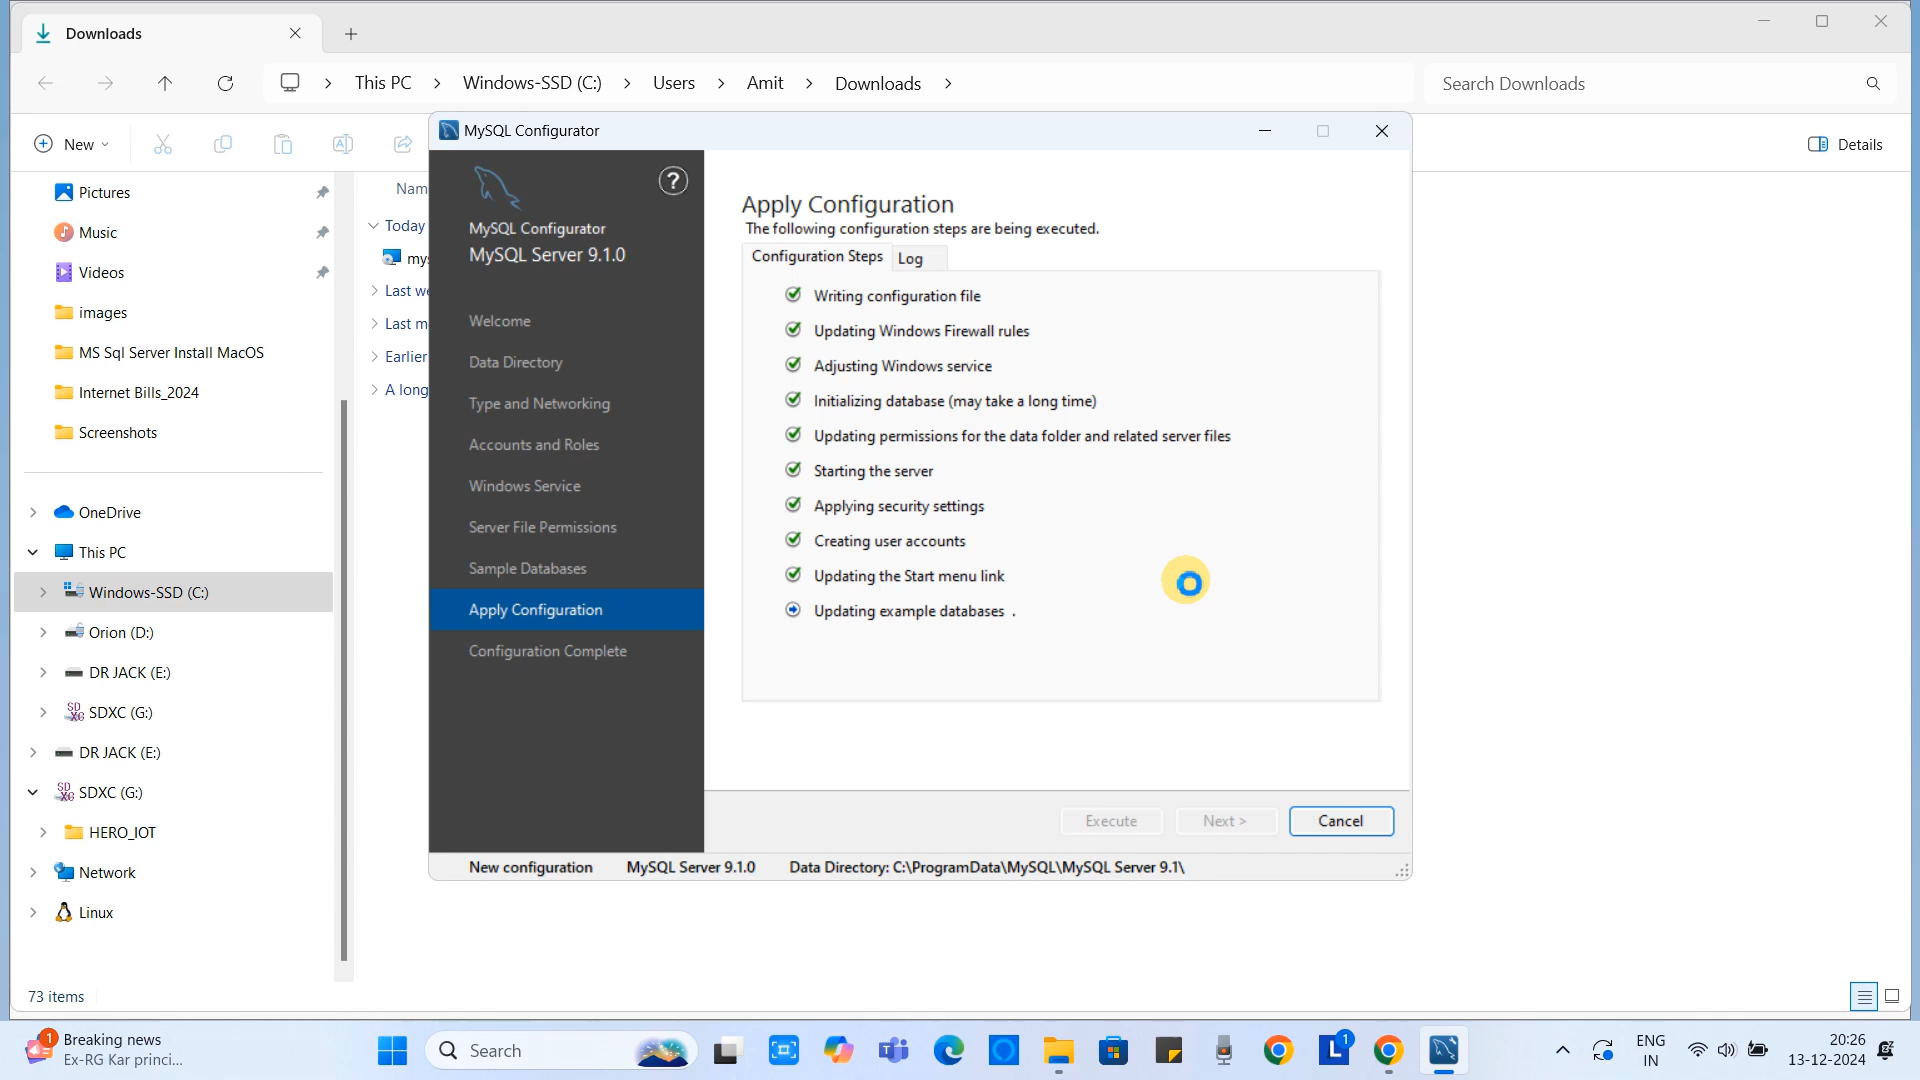 Downloads
This PC
Windows-SSD (C:)
Users
Amit
Downloads
Search Downloads
New
Details
Pictures
Music
Videos
images
MS Sql Server Install MacOS
Internet Bills_2024
Screenshots
OneDrive
This PC
Windows-SSD (C:)
Orion (D:)
DR JACK (E:)
SDXC (G:)
DR JACK (E:)
SDXC (G:)
HERO_IOT
Network
Linux
73 items
Nam
Today
mys
Last we
Last m
Earlier
A long
MySQL Configurator
MySQL Configurator
MySQL Server 9.1.0
Welcome
Data Directory
Type and Networking
Accounts and Roles
Windows Service
Server File Permissions
Sample Databases
Apply Configuration
Configuration Complete
Apply Configuration
The following configuration steps are being executed.
Configuration Steps
Log
Writing configuration file
Updating Windows Firewall rules
Adjusting Windows service
Initializing database (may take a long time)
Updating permissions for the data folder and related server files
Starting the server
Applying security settings
Creating user accounts
Updating the Start menu link
Updating example databases .
Execute
Next >
Cancel
New configuration
MySQL Server 9.1.0
Data Directory: C:\ProgramData\MySQL\MySQL Server 9.1\
1
Breaking news
Ex-RG Kar princi...
Search
L
1
ENG
IN
20:26
13-12-2024